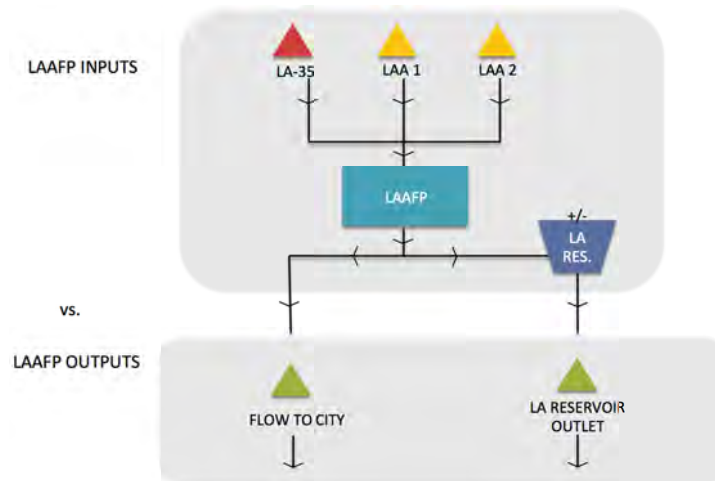 LAAFP INPUTS
LA-35
LAA 1
LAA 2
LAAFP
+/-
LA
RES.
vs.
LAAFP OUTPUTS
FLOW TO CITY
LA RESERVOIR
OUTLET